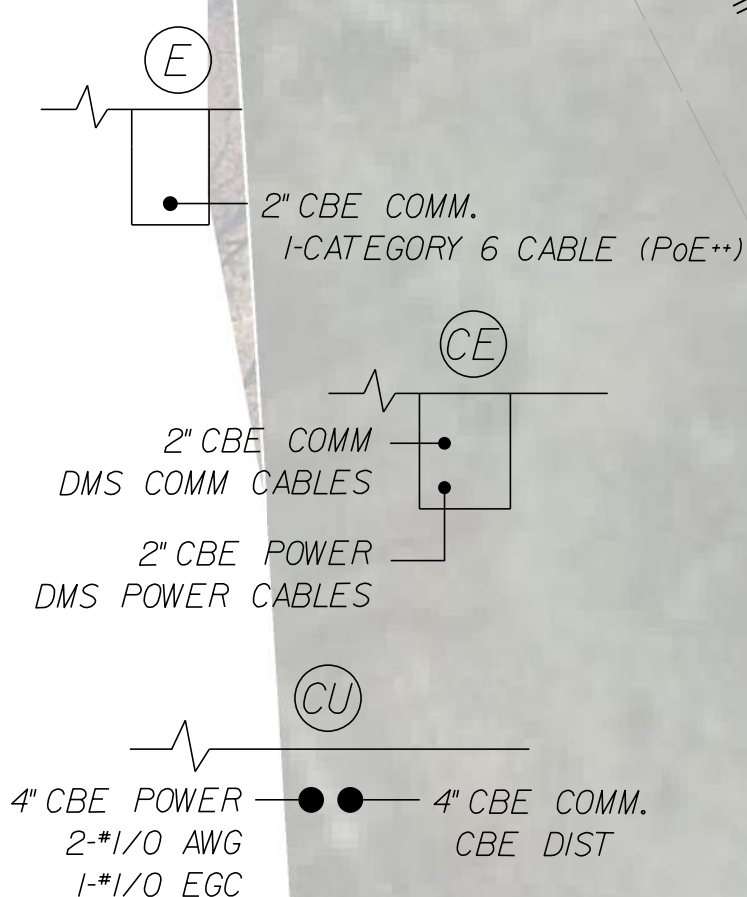 E
2" CBE COMM.
1-CATEGORY 6 CABLE (PoE++)
CE
2" CBE COMM
DMS COMM CABLES
2" CBE POWER
DMS POWER CABLES
CU
4" CBE POWER
2-#1/0 AWG
1-#1/0 EGC
4" CBE COMM.
CBE DIST